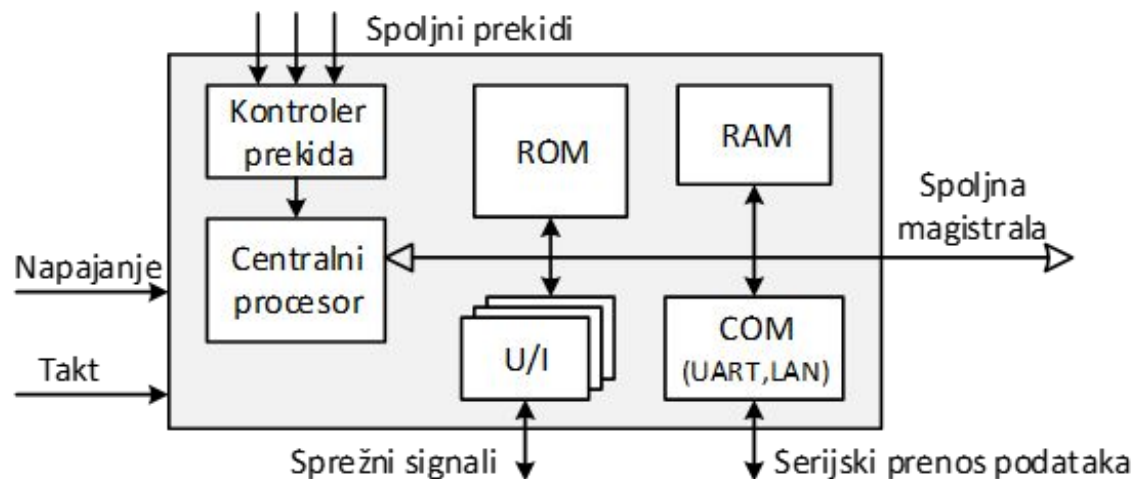 Spoljni prekidi
Kontroler
prekida
ROM
RAM
Spoljna
magistrala
Centralni
procesor
Napajanje
Takt
U/I
COM
(UART,LAN)
Sprežni signali
Serijski prenos podataka